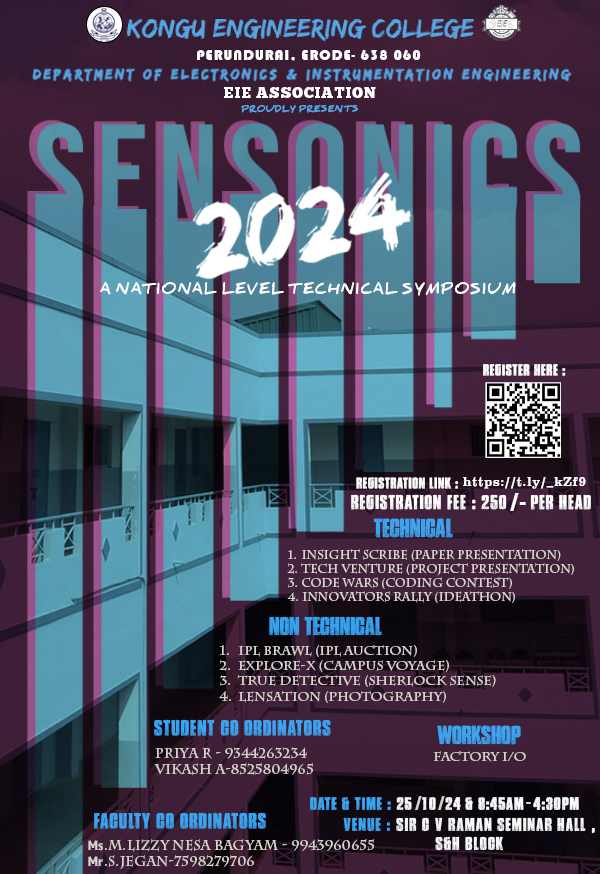 KONGU ENGINEERING COLLEGE
PERUNDURAI, ERODE- 638 060
DEPARTMENT OF ELECTRONICS & INSTRUMENTATION ENGINEERING
EIE ASSOCIATION
PROUDLY PRESENTS
SENSONICS
2024
A NATIONAL LEVEL TECHNICAL SYMPOSIUM
REGISTER HERE :
REGISTRATION LINK : https://t.ly/_kZf9
REGISTRATION FEE : 250 /- PER HEAD
TECHNICAL
1. INSIGHT SCRIBE (PAPER PRESENTATION)
2. TECH VENTURE (PROJECT PRESENTATION)
3. CODE WARS (CODING CONTEST)
4. INNOVATORS RALLY (IDEATHON)
NON TECHNICAL
1. IPL BRAWL (IPL AUCTION)
2. EXPLORE-X (CAMPUS VOYAGE)
3. TRUE DETECTIVE (SHERLOCK SENSE)
4. LENSATION (PHOTOGRAPHY)
STUDENT CO ORDINATORS
PRIYA R - 9344263234
VIKASH A-8525804965
WORKSHOP
FACTORY I/O
DATE & TIME : 25 /10/24 & 8:45AM-4:30PM
VENUE : SIR C V RAMAN SEMINAR HALL ,
S&H BLOCK
FACULTY CO ORDINATORS
Ms.M.LIZZY NESA BAGYAM - 9943960655
Mr.S.JEGAN-7598279706